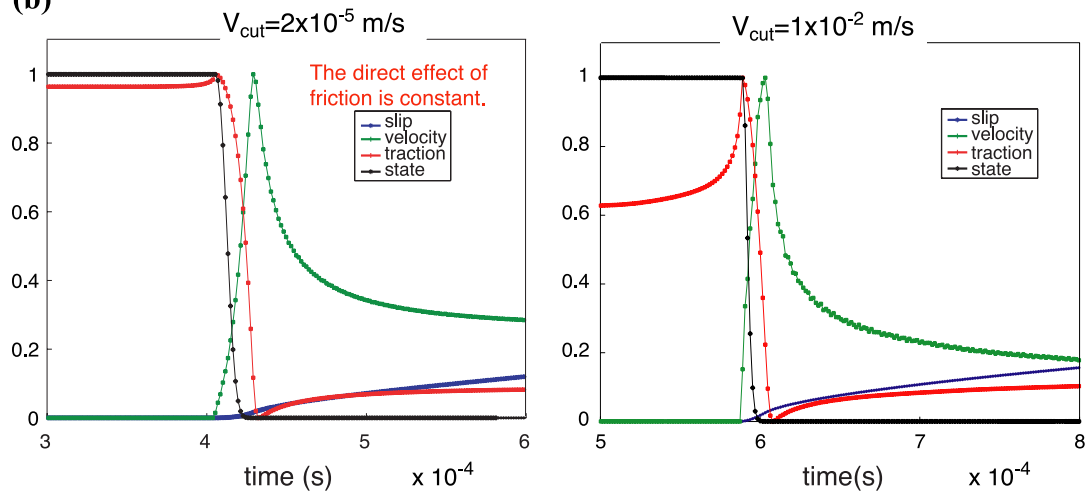 (b)
V_cut=2x10^-5 m/s
The direct effect of
friction is constant.
slip
velocity
traction
state
1
0.8
0.6
0.4
0.2
0
3
4
5
6
time (s)
x 10^-4
V_cut=1x10^-2 m/s
slip
velocity
traction
state
1
0.8
0.6
0.4
0.2
0
5
6
7
8
time(s)
x 10^-4